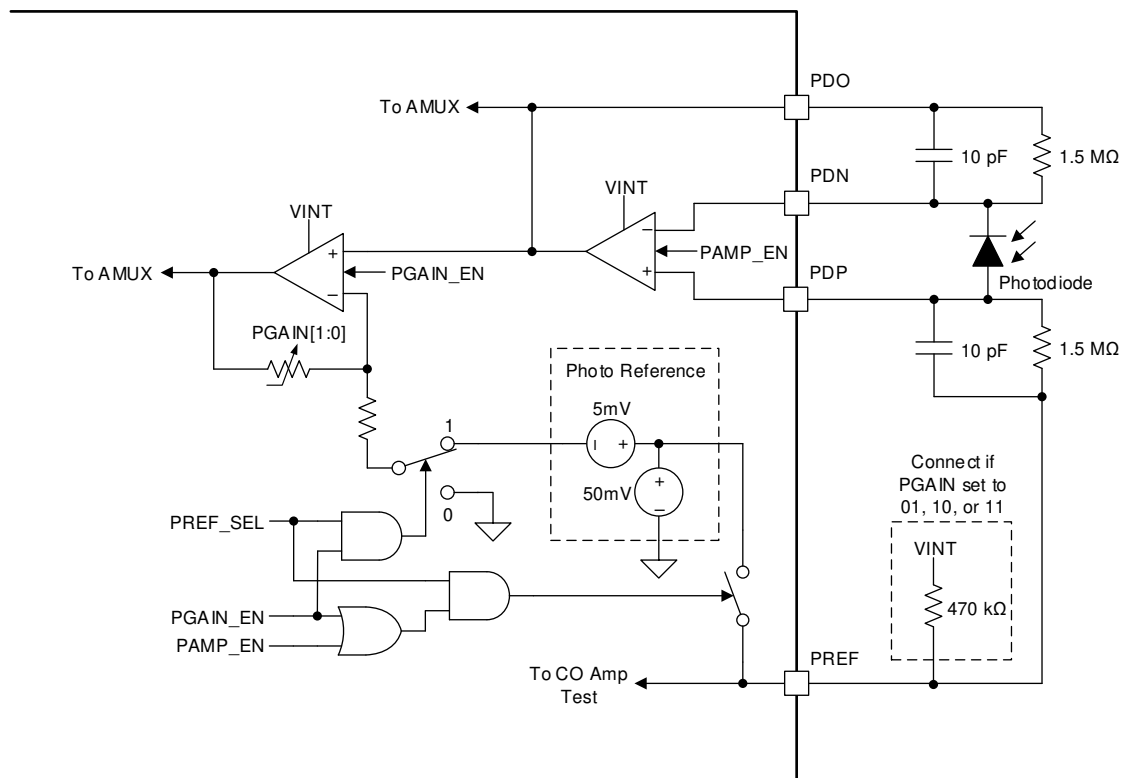 PDO
To AMUX
10 pF
1.5 MΩ
PDN
VINT
VINT
PAMP_EN
To AMUX
PGAIN_EN
PDP
Photodiode
PGAIN[1:0]
10 pF
1.5 MΩ
Photo Reference
5mV
1
50mV
Connect if
PGAIN set to
01, 10, or 11
0
PREF_SEL
VINT
470 kΩ
PGAIN_EN
PAMP_EN
PREF
To CO Amp
Test